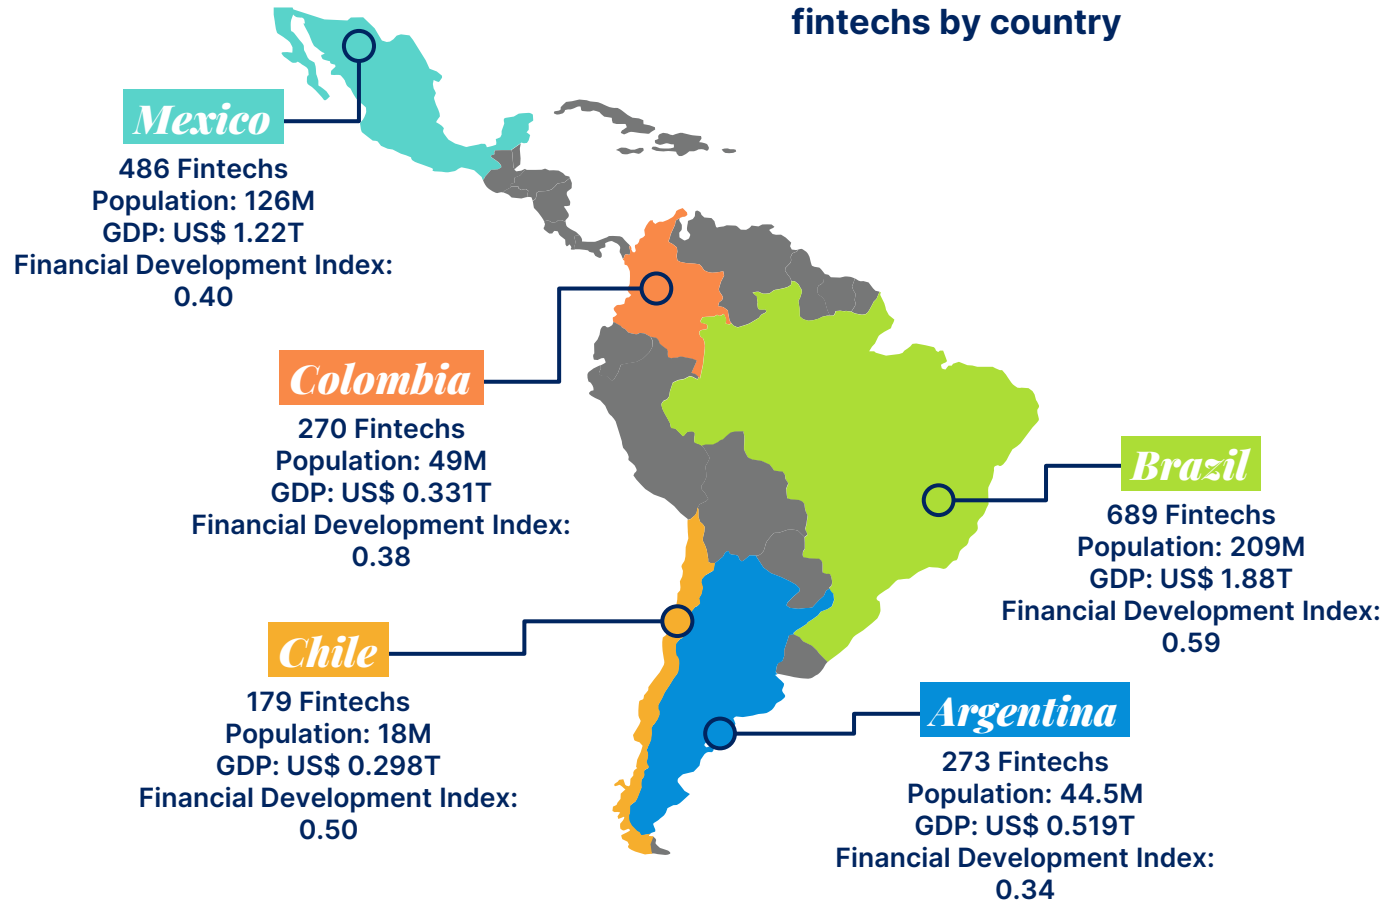 fintechs by country
Mexico
486 Fintechs
Population: 126M
GDP: US$ 1.22T
Financial Development Index:
0.40
Colombia
270 Fintechs
Population: 49M
GDP: US$ 0.331T
Financial Development Index:
0.38
Brazil
689 Fintechs
Population: 209M
GDP: US$ 1.88T
Financial Development Index:
0.59
Chile
179 Fintechs
Population: 18M
GDP: US$ 0.298T
Financial Development Index:
0.50
Argentina
273 Fintechs
Population: 44.5M
GDP: US$ 0.519T
Financial Development Index:
0.34